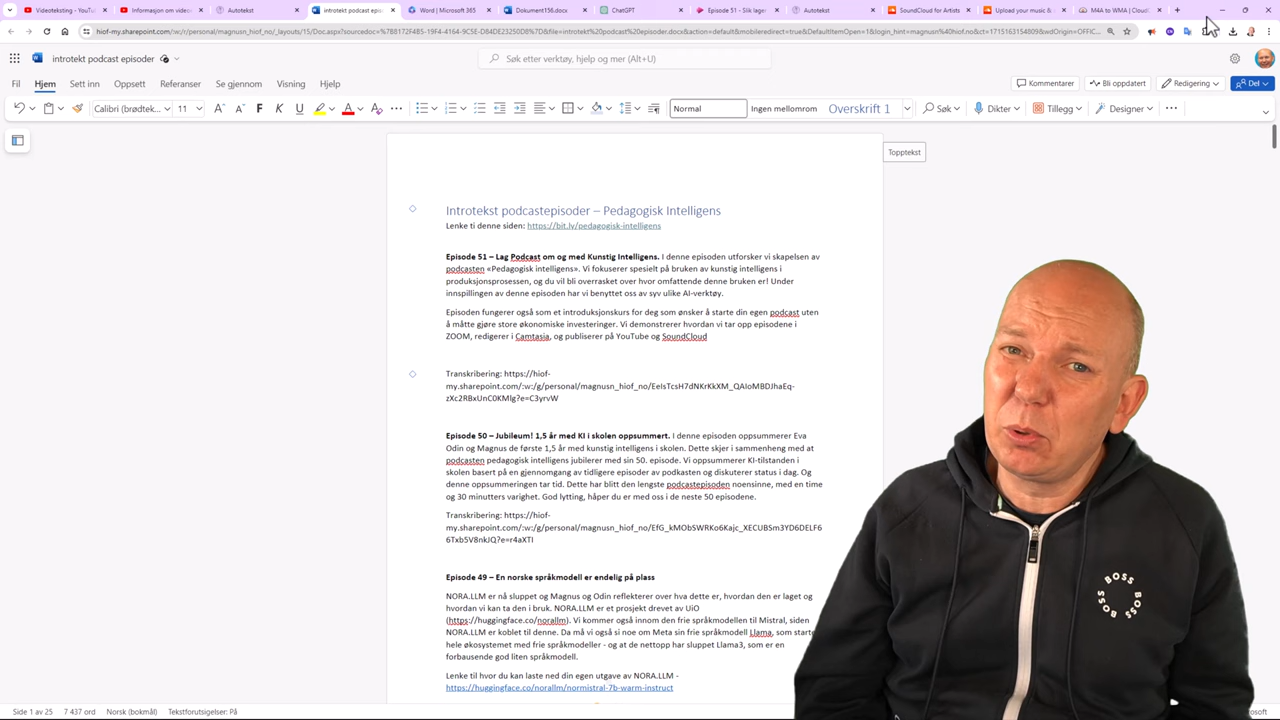 Videoteksting - YouTu
Informasjon om video
Autotekst
introtekt podcast epis
Word | Microsoft 365
Dokument156.docx
ChatGPT
Episode 51 - Slik lager
Autotekst
SoundCloud for Artists
Upload your music &
M4A to WMA | Cloud
introtekt podcast episoder
Søk etter verktøy, hjelp og mer (Alt+U)
Fil Hjem Sett inn Oppsett Referanser Se gjennom Visning Hjelp
Kommentarer Bli oppdatert Redigering Del
Calibri (brødtek... 11 F K U A Normal Ingen mellomrom Overskrift 1 Søk Dikter Tillegg Designer
Topptekst
Introtekst podcastepisoder – Pedagogisk Intelligens
Lenke ti denne siden: https://bit.ly/pedagogisk-intelligens
Episode 51 – Lag Podcast om og med Kunstig Intelligens. I denne episoden utforsker vi skapelsen av
podcasten «Pedagogisk intelligens». Vi fokuserer spesielt på bruken av kunstig intelligens i
produksjonsprosessen, og du vil bli overrasket over hvor omfattende denne bruken er! Under
innspillingen av denne episoden har vi benyttet oss av syv ulike AI-verktøy.
Episoden fungerer også som et introduksjonskurs for deg som ønsker å starte din egen podcast uten
å måtte gjøre store økonomiske investeringer. Vi demonstrerer hvordan vi tar opp episodene i
ZOOM, redigerer i Camtasia, og publiserer på YouTube og SoundCloud
Transkribering: https://hiof-
my.sharepoint.com/:w:/g/personal/magnusn_hiof_no/EeIsTcsH7dNKrKkXM_QAIoMBDJhaEq-
zXc2RBxUnC0KMlg?e=C3yrvW
Episode 50 – Jubileum! 1,5 år med KI i skolen oppsummert. I denne episoden oppsummerer Eva
Odin og Magnus de første 1,5 år med kunstig intelligens i skolen. Dette skjer i sammenheng med at
podcasten pedagogisk intelligens jubilerer med sin 50. episode. Vi oppsummerer KI-tilstanden i
skolen basert på en gjennomgang av tidligere episoder av podkasten og diskuterer status i dag. Og
denne oppsummeringen tar tid. Dette har blitt den lengste podcastepisoden noensinne, med en time
og 30 minutters varighet. God lytting, håper du er med oss i de neste 50 episodene.
Transkribering: https://hiof-
my.sharepoint.com/:w:/g/personal/magnusn_hiof_no/EfG_kMObSWRKo6Kajc_XECUBSm3YD6DELF6
6Txb5V8nkJQ?e=r4aXTI
Episode 49 – En norske språkmodell er endelig på plass
NORA.LLM er nå sluppet og Magnus og Odin reflekterer over hva dette er, hvordan den er laget og
hvordan vi kan ta den i bruk. NORA.LLM er et prosjekt drevet av UiO
(https://huggingface.co/norallm). Vi kommer også innom den frie språkmodellen til Mistral, siden
NORA.LLM er koblet til denne. Da må vi også si noe om Meta sin frie språkmodell Llama, som starte
hele økosystemet med frie språkmodeller - og at de nettopp har sluppet Llama3, som er en
forbausende god liten språkmodell.
Lenke til hvor du kan laste ned din egen utgave av NORA.LLM -
https://huggingface.co/norallm/normistral-7b-warm-instruct
BOSS
BOSS
BOSS
Side 1 av 25 7 437 ord Norsk (bokmål) Tekstforutsigelser: På